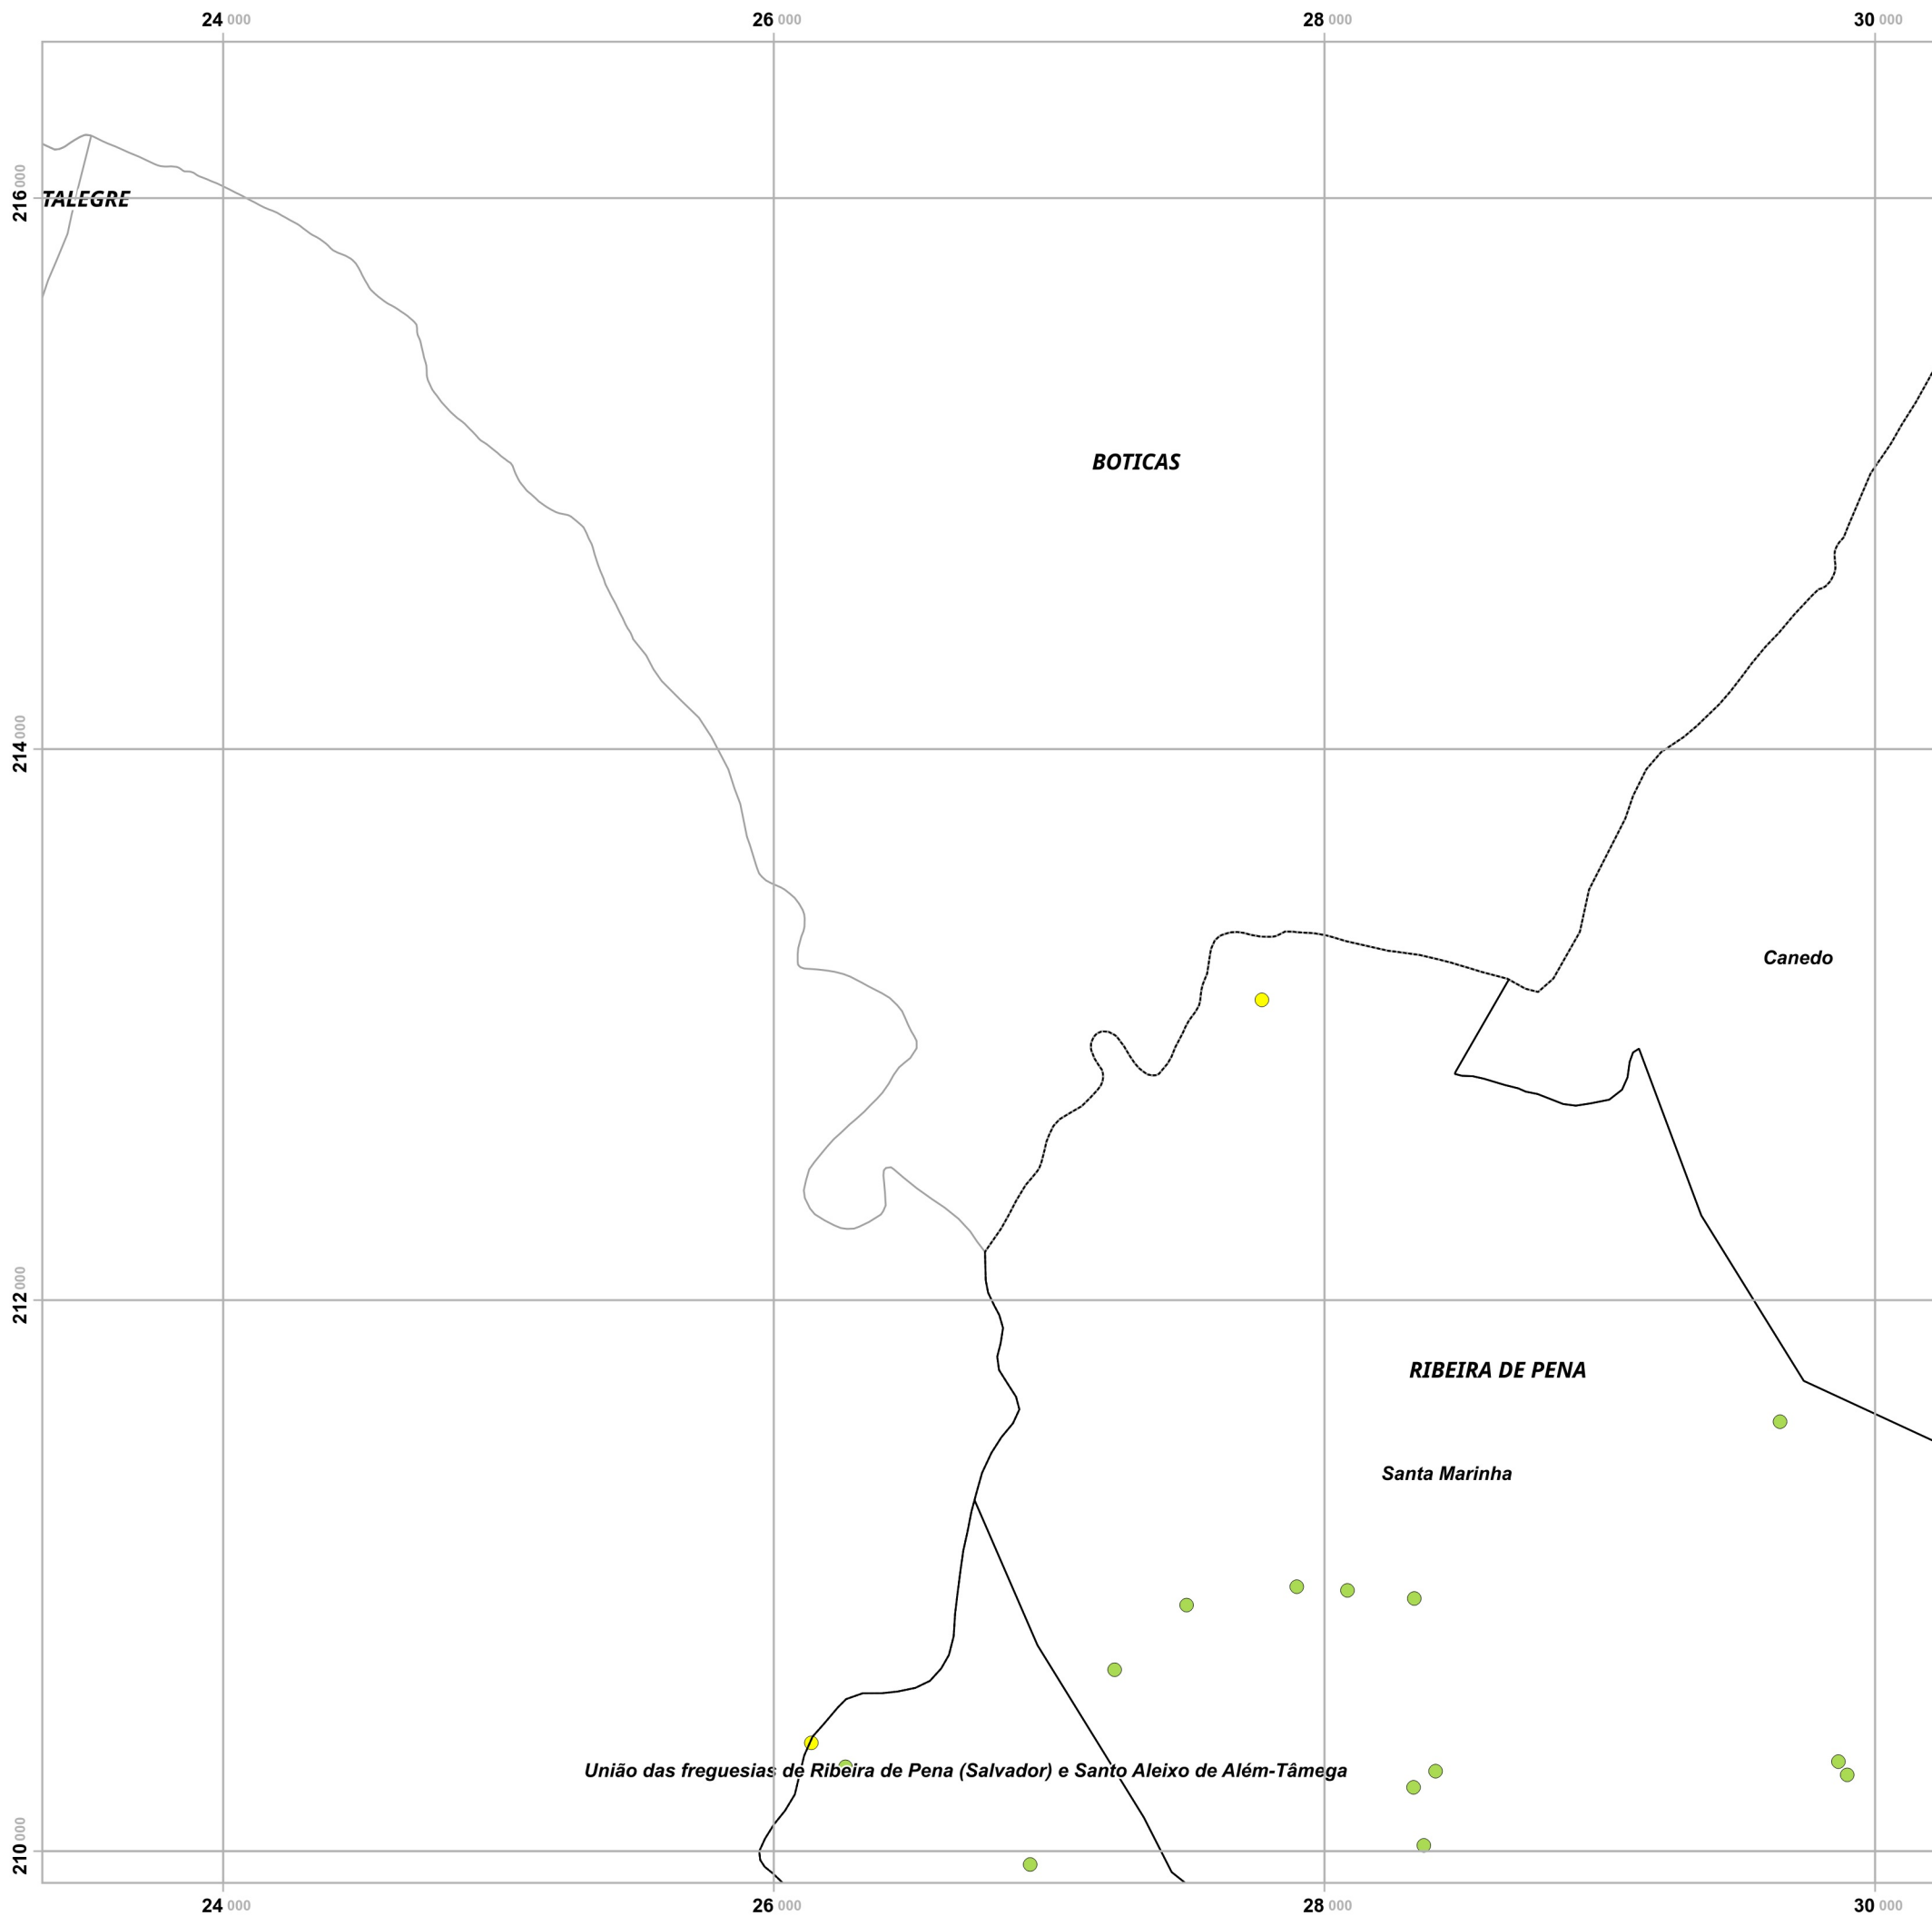 24 000 26 000 28 000 30 000
216 000
TALEGRE
BOTICAS
214 000
Canedo
212 000
RIBEIRA DE PENA
Santa Marinha
União das freguesias de Ribeira de Pena (Salvador) e Santo Aleixo de Além-Tâmega
210 000
24 000 26 000 28 000 30 000